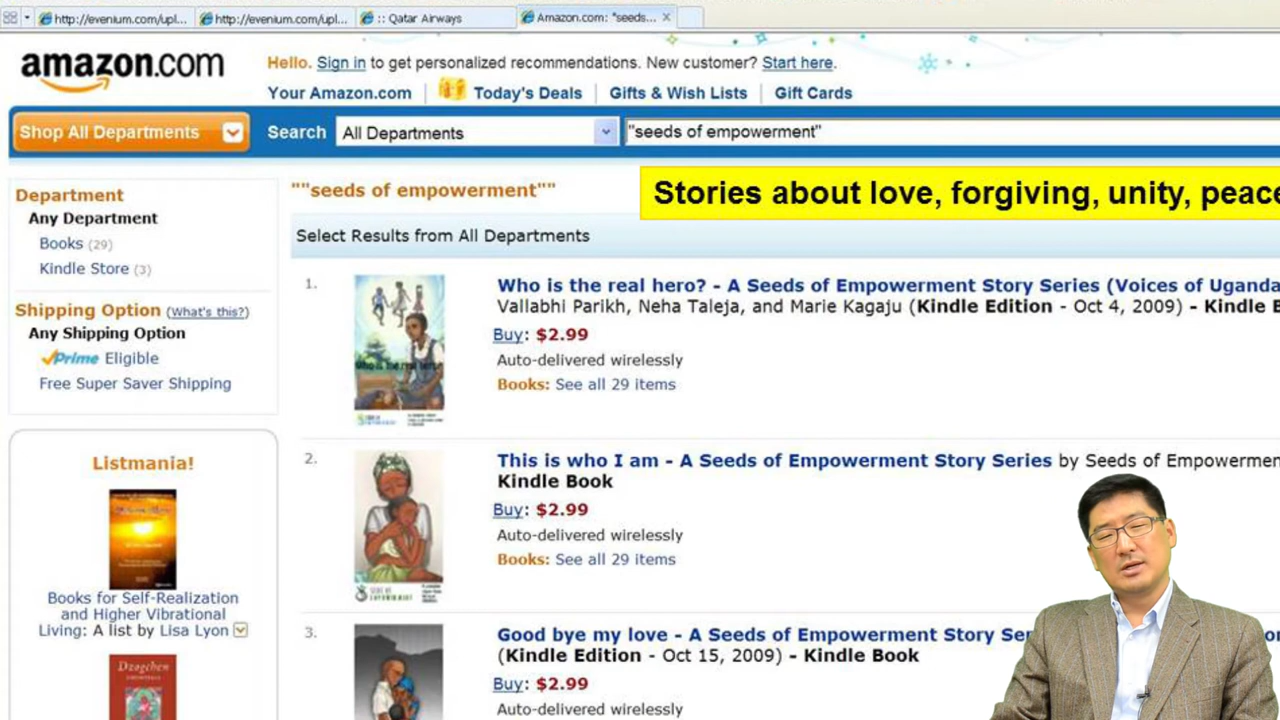 http://evenium.com/upl...
http://evenium.com/upl...
:: Qatar Airways
Amazon.com: "seeds...
amazon.com
Hello. Sign in to get personalized recommendations. New customer? Start here.
Your Amazon.com
Today's Deals
Gifts & Wish Lists
Gift Cards
Shop All Departments
Search
All Departments
"seeds of empowerment"
Department
Any Department
Books (29)
Kindle Store (3)
Shipping Option (What's this?)
Any Shipping Option
Prime Eligible
Free Super Saver Shipping
Listmania!
Books for Self-Realization
and Higher Vibrational
Living: A list by Lisa Lyon
Dzogchen
""seeds of empowerment""
Stories about love, forgiving, unity, peace
Select Results from All Departments
1.
Who is the real hero? - A Seeds of Empowerment Story Series (Voices of Uganda
Vallabhi Parikh, Neha Taleja, and Marie Kagaju (Kindle Edition - Oct 4, 2009) - Kindle
Buy: $2.99
Auto-delivered wirelessly
Books: See all 29 items
Who is the real hero?
2.
This is who I am - A Seeds of Empowerment Story Series by Seeds of Empowermen
Kindle Book
Buy: $2.99
Auto-delivered wirelessly
Books: See all 29 items
3.
Good bye my love - A Seeds of Empowerment Story Se
(Kindle Edition - Oct 15, 2009) - Kindle Book
Buy: $2.99
Auto-delivered wirelessly